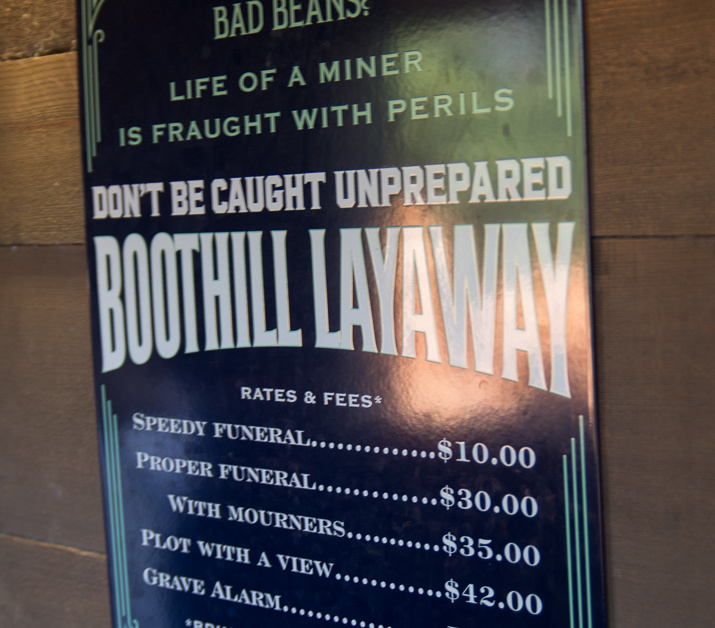 BAD BEANS?
LIFE OF A MINER
IS FRAUGHT WITH PERILS
DON'T BE CAUGHT UNPREPARED
BOOTHILL LAYAWAY
RATES & FEES*
SPEEDY FUNERAL..............$10.00
PROPER FUNERAL..............$30.00
WITH MOURNERS...........$35.00
PLOT WITH A VIEW............$42.00
GRAVE ALARM...............